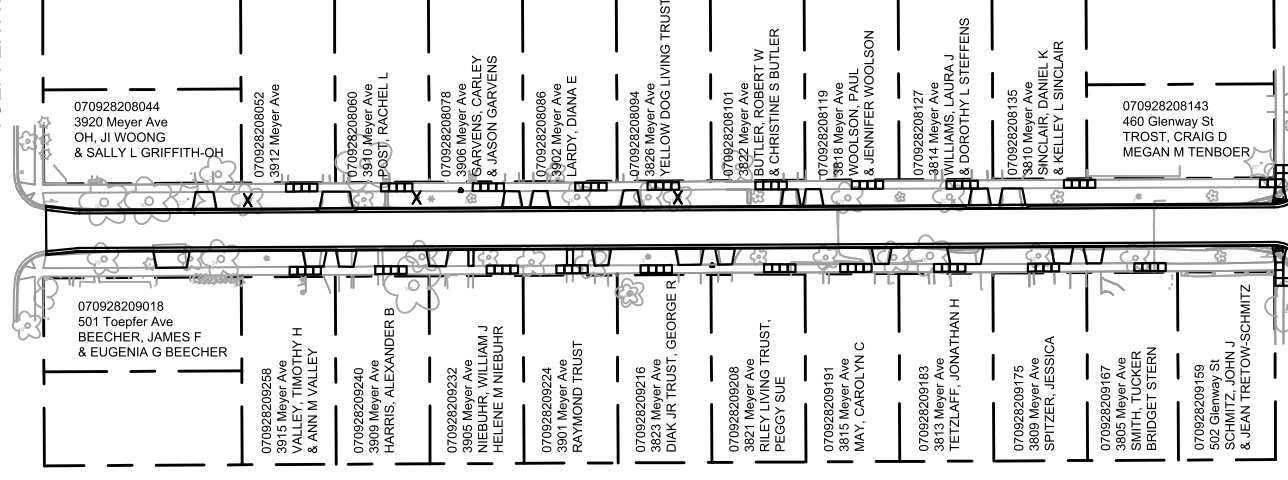 070928208044
3920 Meyer Ave
OH, JI WOONG
& SALLY L GRIFFITH-OH
070928208052
3912 Meyer Ave
070928208060
3910 Meyer Ave
POST, RACHEL L
070928208078
3906 Meyer Ave
GARVENS, CARLEY
& JASON GARVENS
070928208086
3902 Meyer Ave
LARDY, DIANA E
070928208094
3826 Meyer Ave
YELLOW DOG LIVING TRUST
070928208101
3822 Meyer Ave
BUTLER, ROBERT W
& CHRISTINE S BUTLER
070928208119
3818 Meyer Ave
WOOLSON, PAUL
& JENNIFER WOOLSON
070928208127
3814 Meyer Ave
WILLIAMS, LAURA J
& DOROTHY L STEFFENS
070928208135
3810 Meyer Ave
SINCLAIR, DANIEL K
& KELLEY L SINCLAIR
070928208143
460 Glenway St
TROST, CRAIG D
MEGAN M TENBOER
X
X
X
070928209018
501 Toepfer Ave
BEECHER, JAMES F
& EUGENIA G BEECHER
070928209258
3915 Meyer Ave
VALLEY, TIMOTHY H
& ANN M VALLEY
070928209240
3909 Meyer Ave
HARRIS, ALEXANDER B
070928209232
3905 Meyer Ave
NIEBUHR, WILLIAM J
HELENE M NIEBUHR
070928209224
3901 Meyer Ave
RAYMOND TRUST
070928209216
3823 Meyer Ave
DIAK JR TRUST, GEORGE R
070928209208
3821 Meyer Ave
RILEY LIVING TRUST,
PEGGY SUE
070928209191
3815 Meyer Ave
MAY, CAROLYN C
070928209183
3813 Meyer Ave
TETZLAFF, JONATHAN H
070928209175
3809 Meyer Ave
SPITZER, JESSICA
070928209167
3805 Meyer Ave
SMITH, TUCKER
BRIDGET STERN
070928209159
502 Glenway St
SCHMITZ, JOHN J
& JEAN TRETOW-SCHMITZ